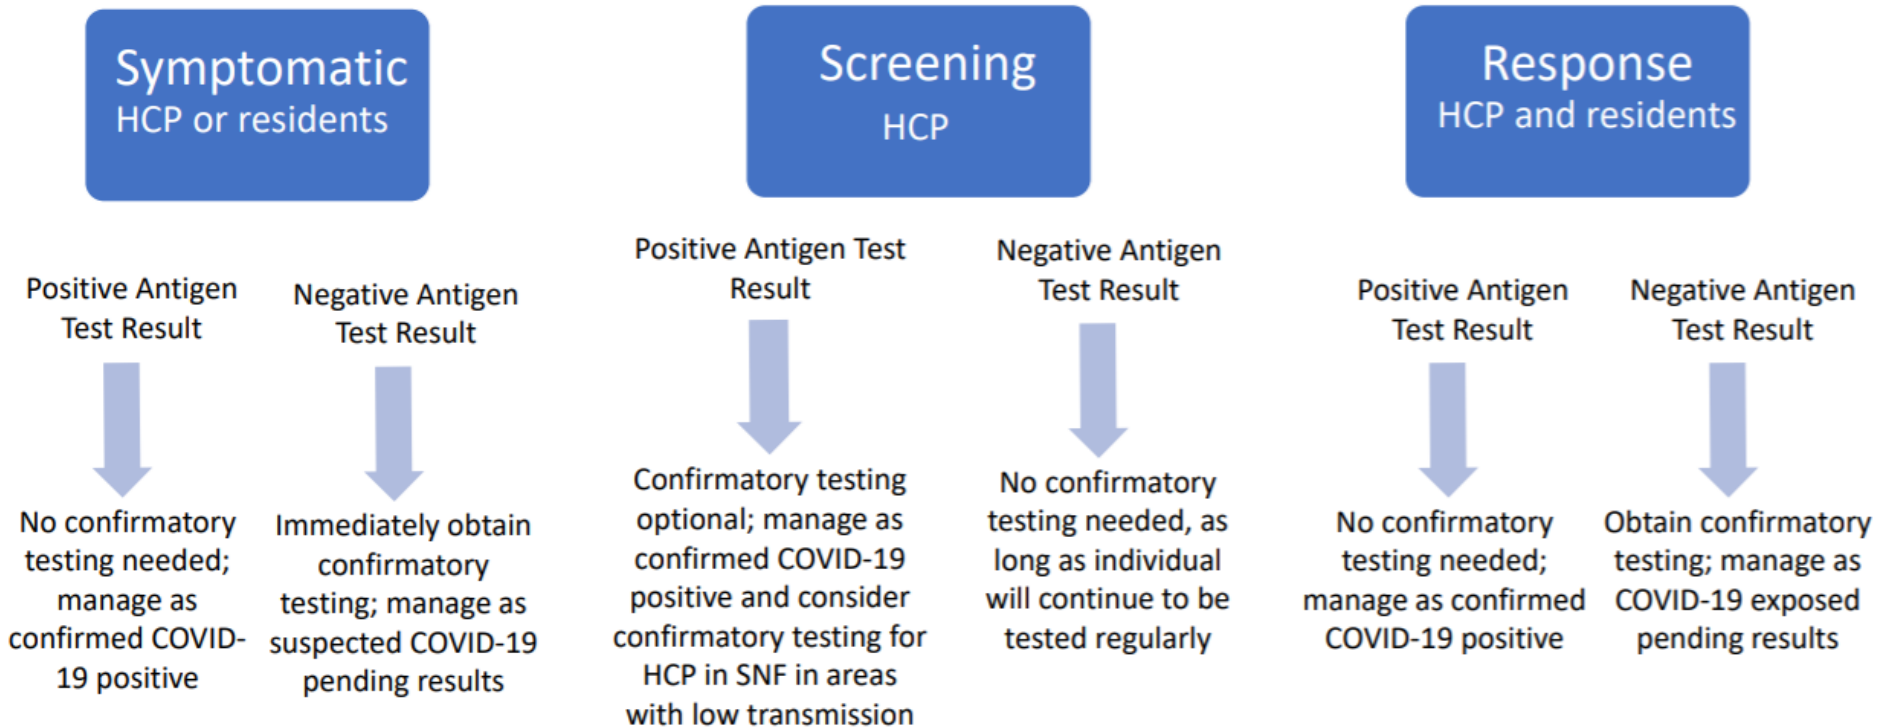 Symptomatic
HCP or residents
Positive Antigen
Test Result
No confirmatory
testing needed;
manage as
confirmed COVID-
19 positive
Negative Antigen
Test Result
Immediately obtain
confirmatory
testing; manage as
suspected COVID-19
pending results
Screening
HCP
Positive Antigen Test
Result
Confirmatory testing
optional; manage as
confirmed COVID-19
positive and consider
confirmatory testing for
HCP in SNF in areas
with low transmission
Negative Antigen
Test Result
No confirmatory
testing needed, as
long as individual
will continue to be
tested regularly
Response
HCP and residents
Positive Antigen
Test Result
No confirmatory
testing needed;
manage as confirmed
COVID-19 positive
Negative Antigen
Test Result
Obtain confirmatory
testing; manage as
COVID-19 exposed
pending results